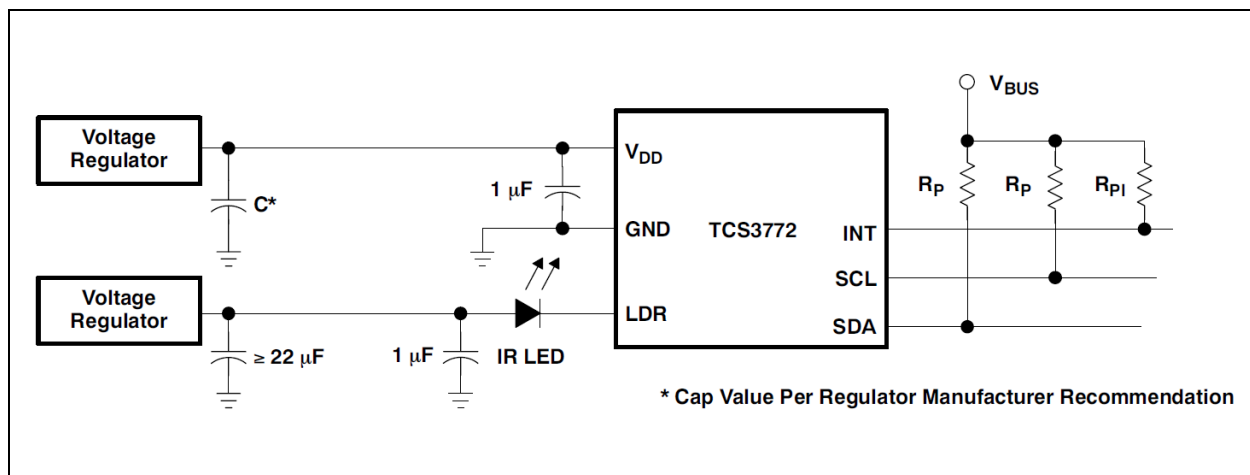 Voltage
Regulator
C*
1 μF
Voltage
Regulator
≥ 22 μF
1 μF
IR LED
VDD
GND
LDR
TCS3772
INT
SCL
SDA
VBUS
RP
RP
RPI
* Cap Value Per Regulator Manufacturer Recommendation